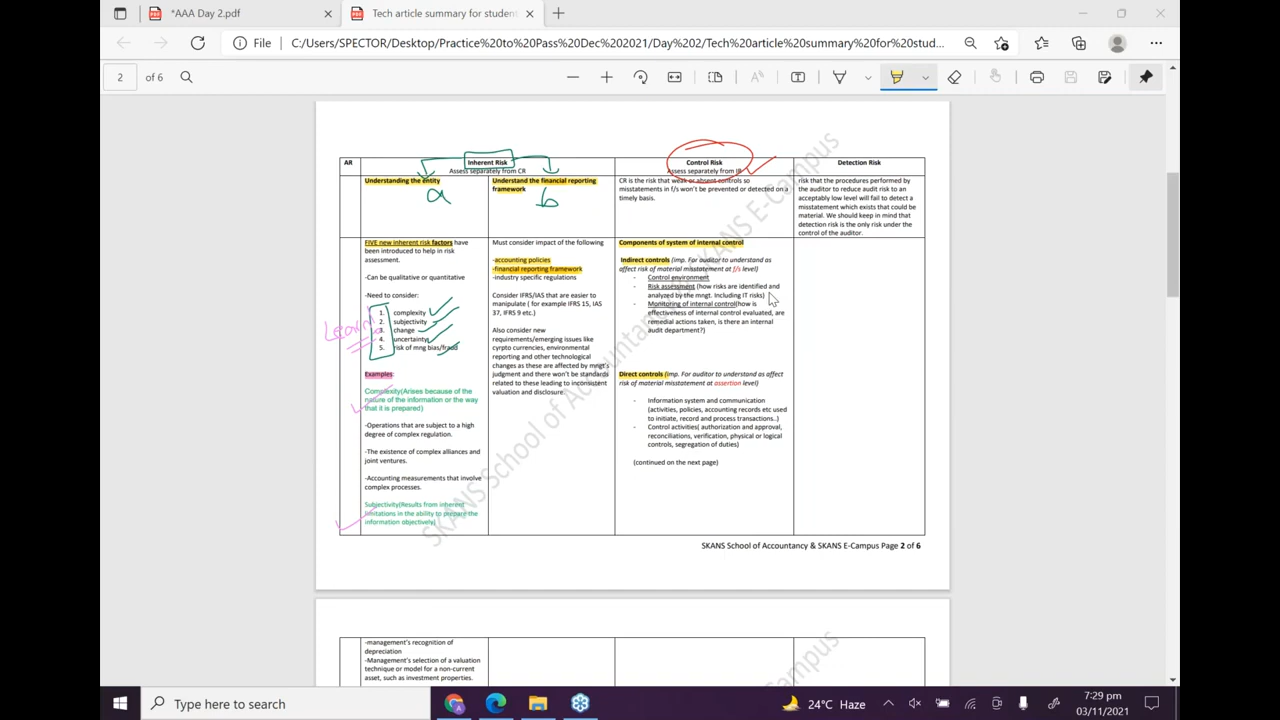 *AAA Day 2.pdf
Tech article summary for student
File
C:/Users/SPECTOR/Desktop/Practice%20to%20Pass%20Dec%202021/Day%202/Tech%20article%20summary%20for%20stud...
2 of 6
AR
Inherent Risk
Assess separately from CR
Control Risk
Assess separately from IR
Detection Risk
Understanding the entity
a
Understand the financial reporting
framework
b
CR is the risk that weak or absent controls so
misstatements in f/s won't be prevented or detected on a
timely basis.
risk that the procedures performed by
the auditor to reduce audit risk to an
acceptably low level will fail to detect a
misstatement which exists that could be
material. We should keep in mind that
detection risk is the only risk under the
control of the auditor.
FIVE new inherent risk factors have
been introduced to help in risk
assessment.
-Can be qualitative or quantitative
-Need to consider:
1. complexity
2. subjectivity
3. change
4. uncertainty
5. risk of mng bias/fraud
Learn
Examples:
Complexity(Arises because of the
nature of the information or the way
that it is prepared)
-Operations that are subject to a high
degree of complex regulation.
-The existence of complex alliances and
joint ventures.
-Accounting measurements that involve
complex processes.
Subjectivity(Results from inherent
limitations in the ability to prepare the
information objectively)
Must consider impact of the following
-accounting policies
-financial reporting framework
-industry specific regulations
Consider IFRS/IAS that are easier to
manipulate ( for example IFRS 15, IAS
37, IFRS 9 etc.)
Also consider new
requirements/emerging issues like
cyrpto currencies, environmental
reporting and other technological
changes as these are affected by mngt's
judgment and there won't be standards
related to these leading to inconsistent
valuation and disclosure.
Components of system of internal control
Indirect controls (imp. For auditor to understand as
affect risk of material misstatement at f/s level)
- Control environment
- Risk assessment (how risks are identified and
analyzed by the mngt. Including IT risks)
- Monitoring of internal control(how is
effectiveness of internal control evaluated, are
remedial actions taken, is there an internal
audit department?)
Direct controls (imp. For auditor to understand as affect
risk of material misstatement at assertion level)
- Information system and communication
(activities, policies, accounting records etc used
to initiate, record and process transactions..)
- Control activities( authorization and approval,
reconciliations, verification, physical or logical
controls, segregation of duties)
(continued on the next page)
SKANS School of Accountancy & SKANS E-Campus
SKANS School of Accountancy & SKANS E-Campus Page 2 of 6
-management's recognition of
depreciation
-Management's selection of a valuation
technique or model for a non-current
asset, such as investment properties.
Campus
Type here to search
24°C Haze
7:29 pm
03/11/2021